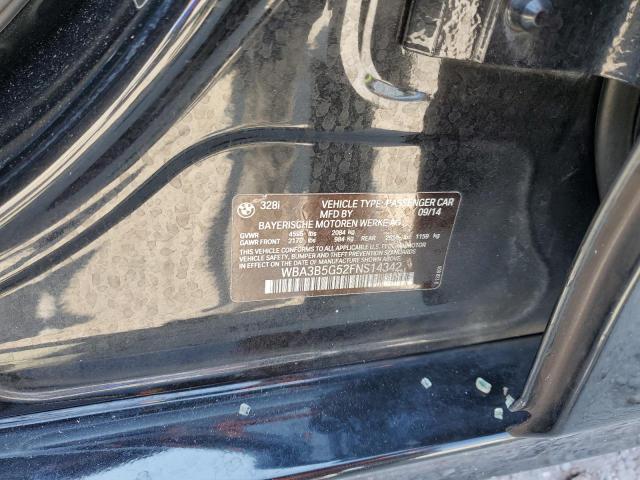 328i VEHICLE TYPE: PASSENGER CAR
MFD BY 09/14
BAYERISCHE MOTOREN WERKE AG
GVWR 4595 lbs 2084 kg
GAWR FRONT 2170 lbs 984 kg REAR lbs 1159 kg
THIS VEHICLE CONFORMS TO ALL APPLICABLE U.S. FEDERAL MOTOR
VEHICLE SAFETY, BUMPER, AND THEFT PREVENTION STANDARDS
IN EFFECT ON THE DATE OF MANUFACTURE SHOWN ABOVE.
WBA3B5G52FNS14342